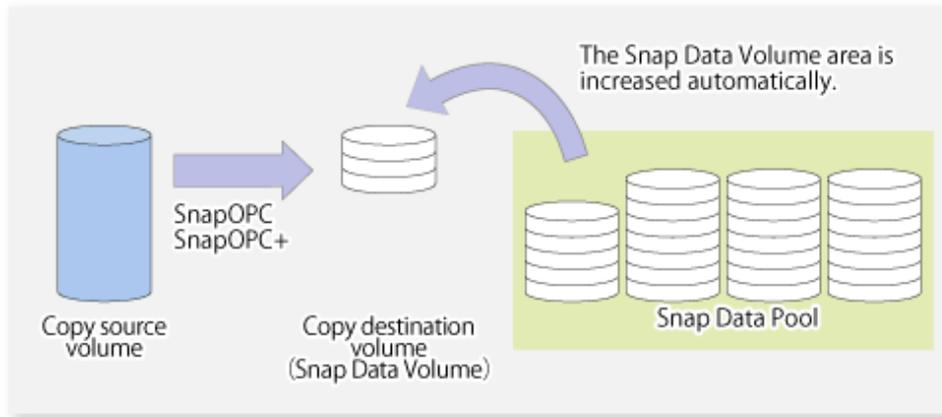 The Snap Data Volume area is
increased automatically.
SnapOPC
SnapOPC+
Copy source
volume
Copy destination
volume
(Snap Data Volume)
Snap Data Pool